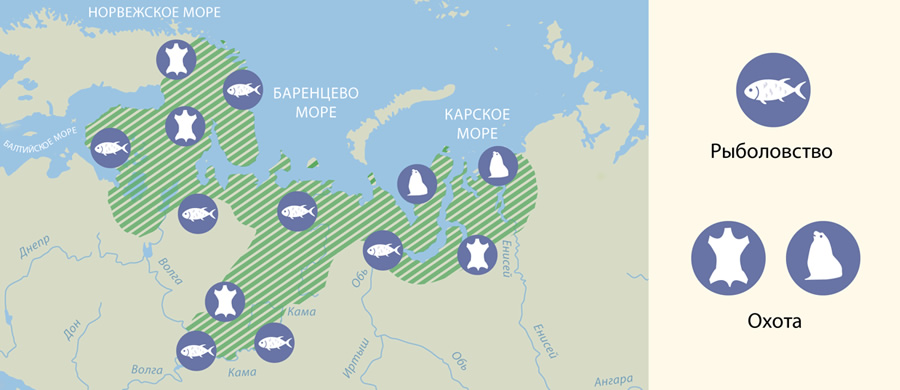 НОРВЕЖСКОЕ МОРЕ
БАРЕНЦЕВО
МОРЕ
КАРСКОЕ
МОРЕ
БАЛТИЙСКОЕ МОРЕ
Днепр
Волга
Дон
Волга
Кама
Кама
Обь
Иртыш
Обь
Енисей
Енисей
Ангара
Рыболовство
Охота